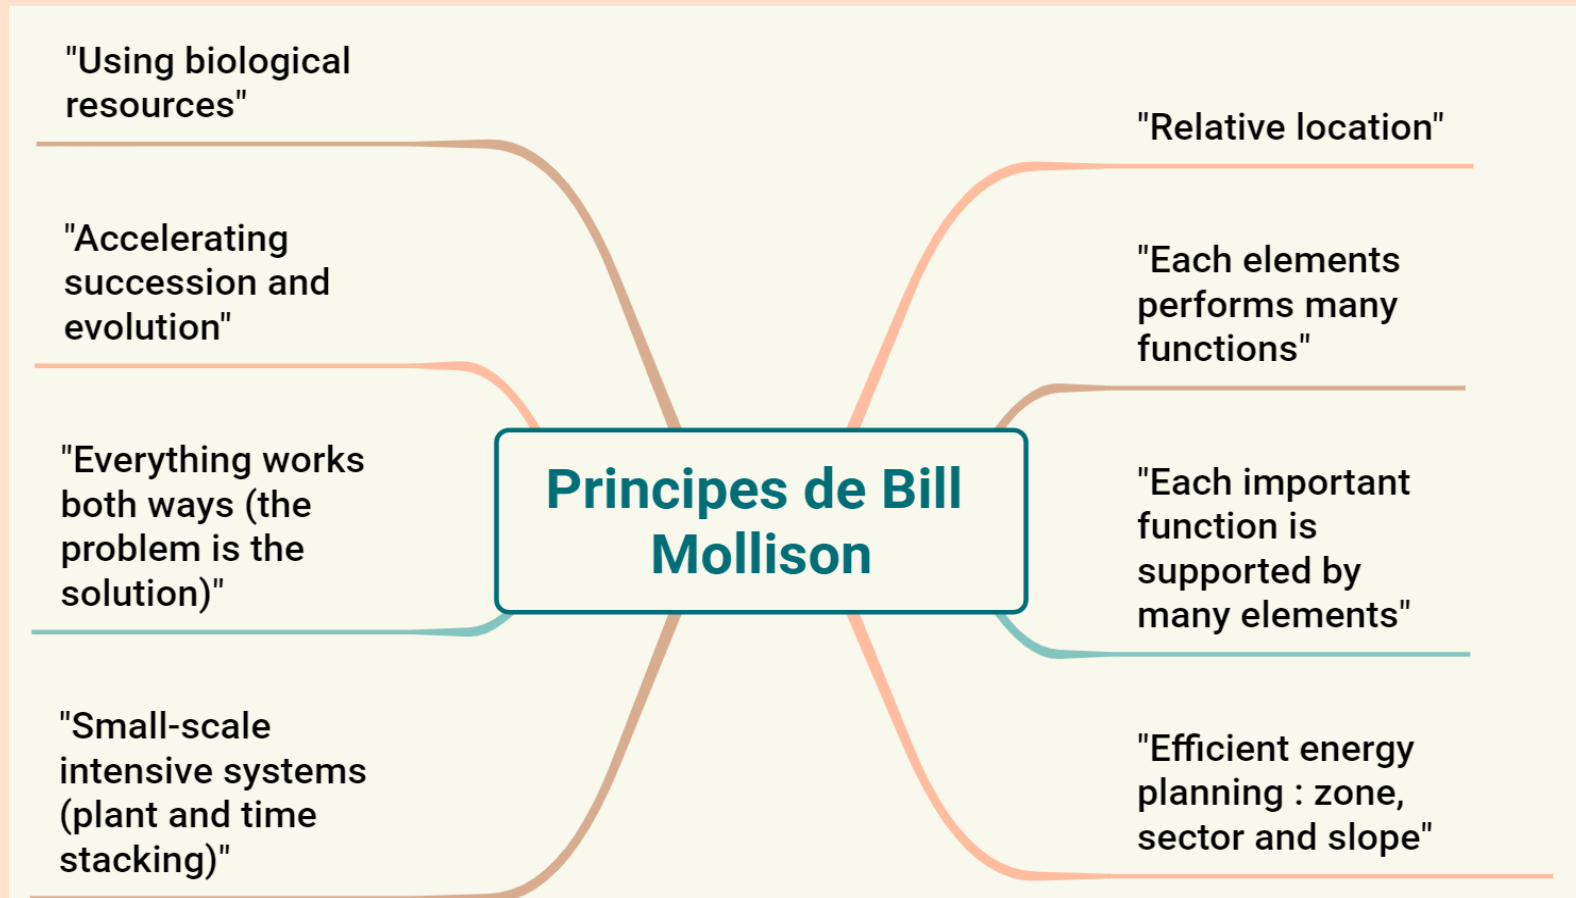 "Using biological
resources"
"Accelerating
succession and
evolution"
"Everything works
both ways (the
problem is the
solution)"
"Small-scale
intensive systems
(plant and time
stacking)"
Principes de Bill
Mollison
"Relative location"
"Each elements
performs many
functions"
"Each important
function is
supported by
many elements"
"Efficient energy
planning : zone,
sector and slope"